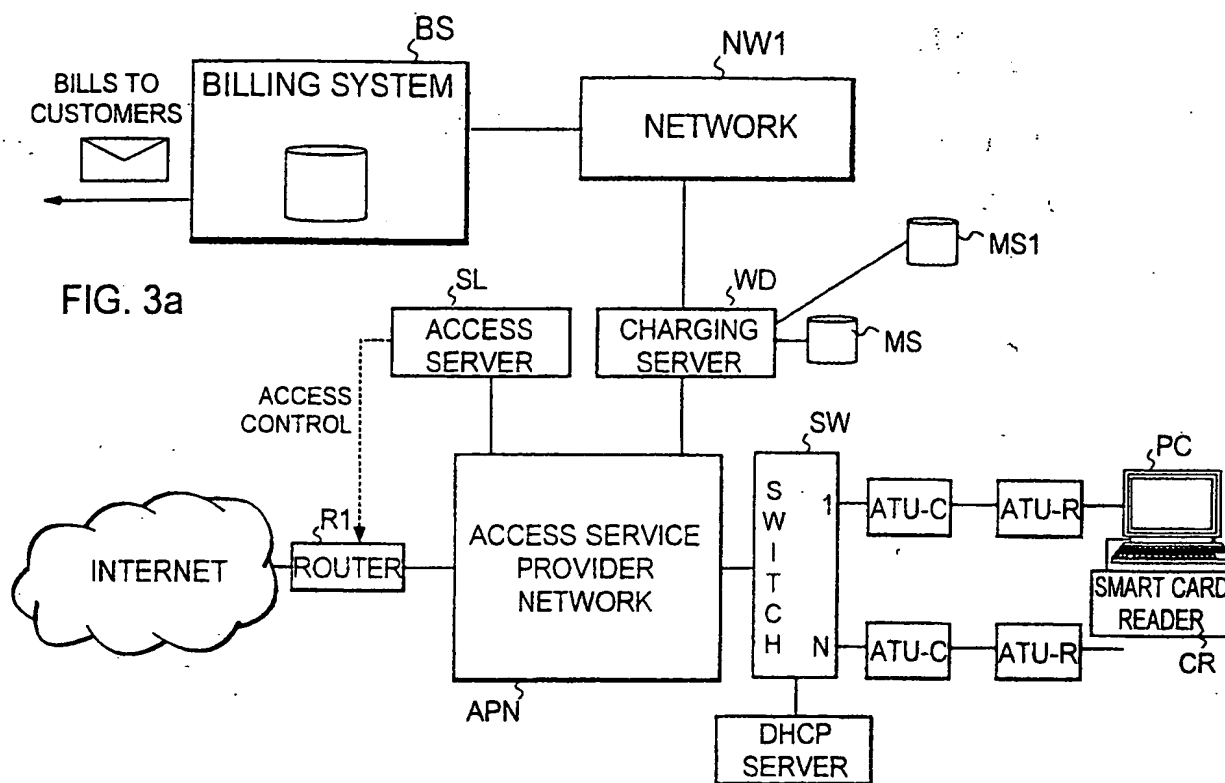 BS
NW1
BILLS TO
CUSTOMERS
BILLING SYSTEM
NETWORK
MS1
FIG. 3a
SL
WD
ACCESS
SERVER
CHARGING
SERVER
MS
ACCESS
CONTROL
SW
PC
SWITCH
1
ATU-C
ATU-R
R1
INTERNET
ROUTER
ACCESS SERVICE
PROVIDER
NETWORK
SMART CARD
READER
N
ATU-C
ATU-R
CR
APN
DHCP
SERVER